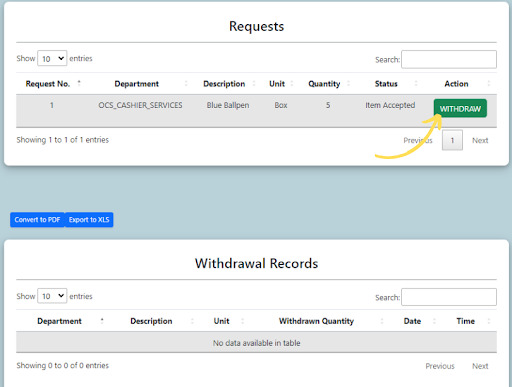 Requests
Show 10 entries Search:
Request No. Department Description Unit Quantity Status Action
1 OCS_CASHIER_SERVICES Blue Ballpen Box 5 Item Accepted WITHDRAW
Showing 1 to 1 of 1 entries Previous 1 Next
Convert to PDF Export to XLS
Withdrawal Records
Show 10 entries Search:
Department Description Unit Withdrawn Quantity Date Time
No data available in table
Showing 0 to 0 of 0 entries Previous Next